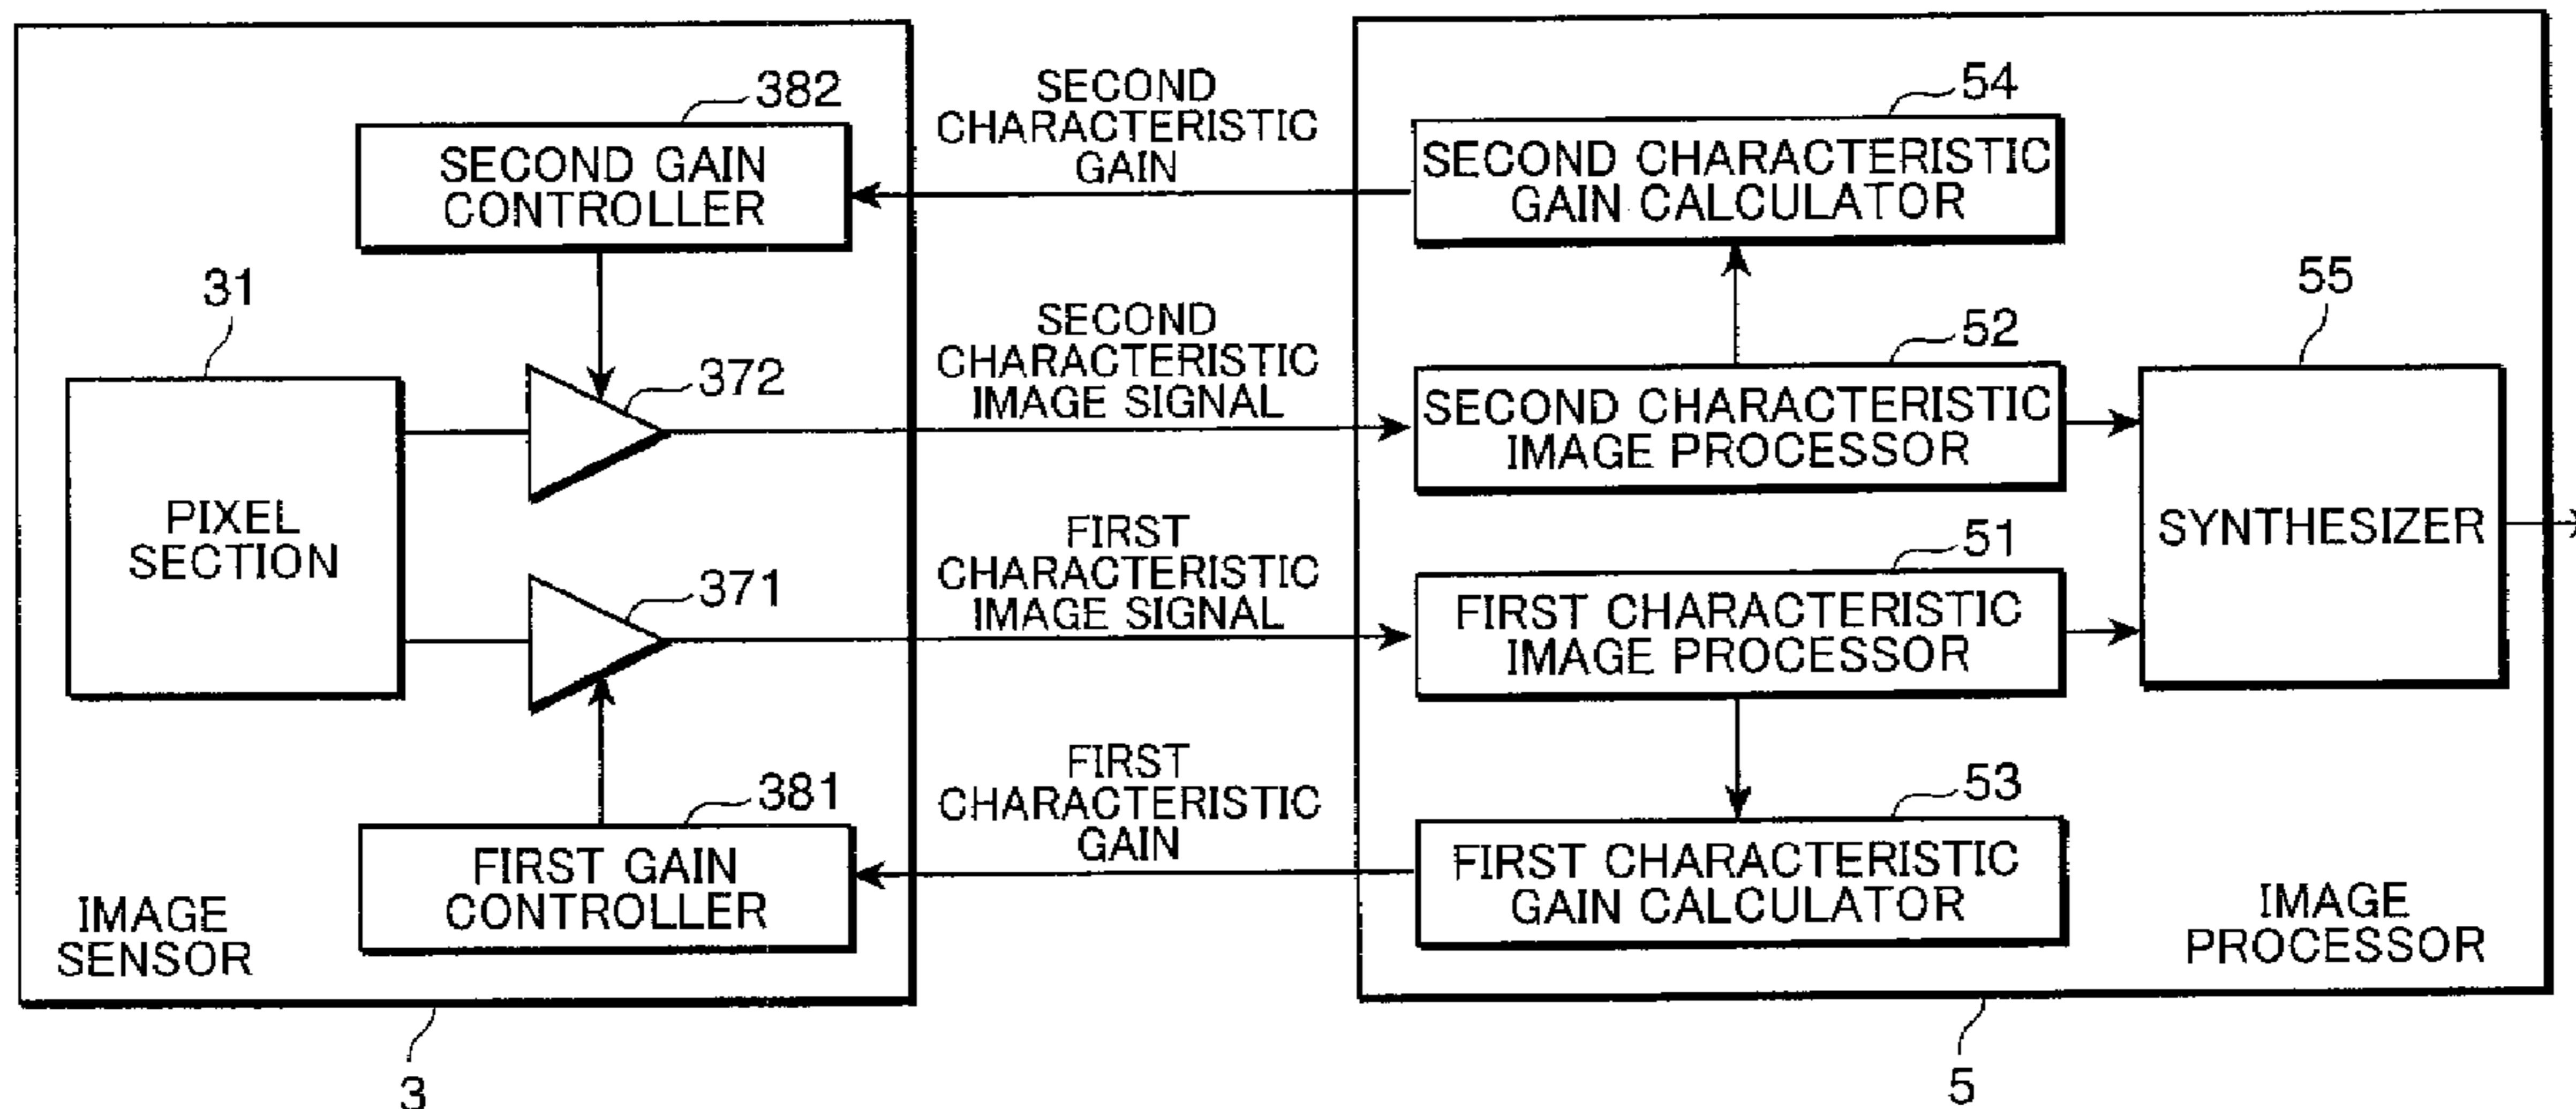 382
SECOND GAIN
CONTROLLER
31
PIXEL
SECTION
372
371
381
FIRST GAIN
CONTROLLER
IMAGE
SENSOR
3
SECOND
CHARACTERISTIC
GAIN
SECOND
CHARACTERISTIC
IMAGE SIGNAL
FIRST
CHARACTERISTIC
IMAGE SIGNAL
FIRST
CHARACTERISTIC
GAIN
54
SECOND CHARACTERISTIC
GAIN CALCULATOR
52
SECOND CHARACTERISTIC
IMAGE PROCESSOR
55
SYNTHESIZER
51
FIRST CHARACTERISTIC
IMAGE PROCESSOR
53
FIRST CHARACTERISTIC
GAIN CALCULATOR
IMAGE
PROCESSOR
5